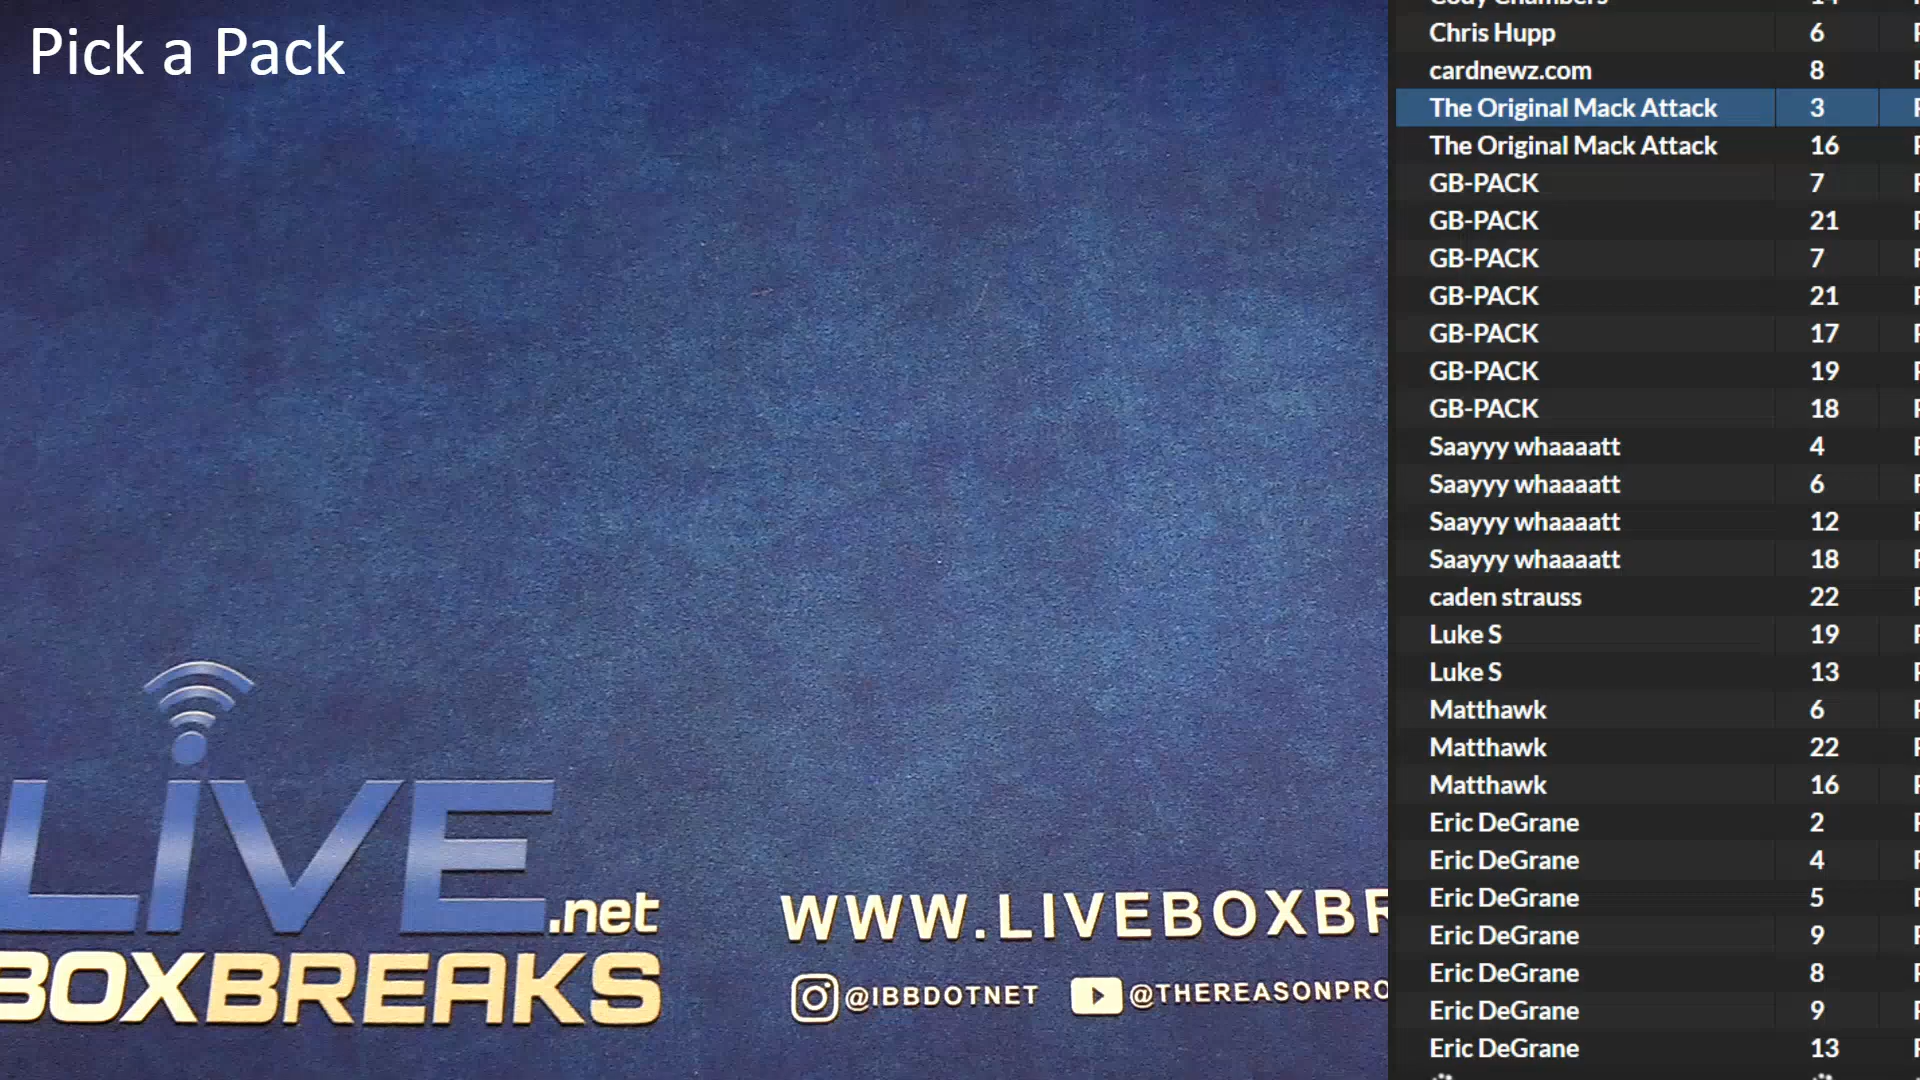 Pick a Pack
Cody Chambers 14
Chris Hupp 6
cardnewz.com 8
The Original Mack Attack 3
The Original Mack Attack 16
GB-PACK 7
GB-PACK 21
GB-PACK 7
GB-PACK 21
GB-PACK 17
GB-PACK 19
GB-PACK 18
Saayyy whaaaatt 4
Saayyy whaaaatt 6
Saayyy whaaaatt 12
Saayyy whaaaatt 18
caden strauss 22
Luke S 19
Luke S 13
Matthawk 6
Matthawk 22
Matthawk 16
Eric DeGrane 2
Eric DeGrane 4
Eric DeGrane 5
Eric DeGrane 9
Eric DeGrane 8
Eric DeGrane 9
Eric DeGrane 13
LIVE.net
BOXBREAKS
WWW.LIVEBOXBR
@IBBDOTNET @THEREASONPRO